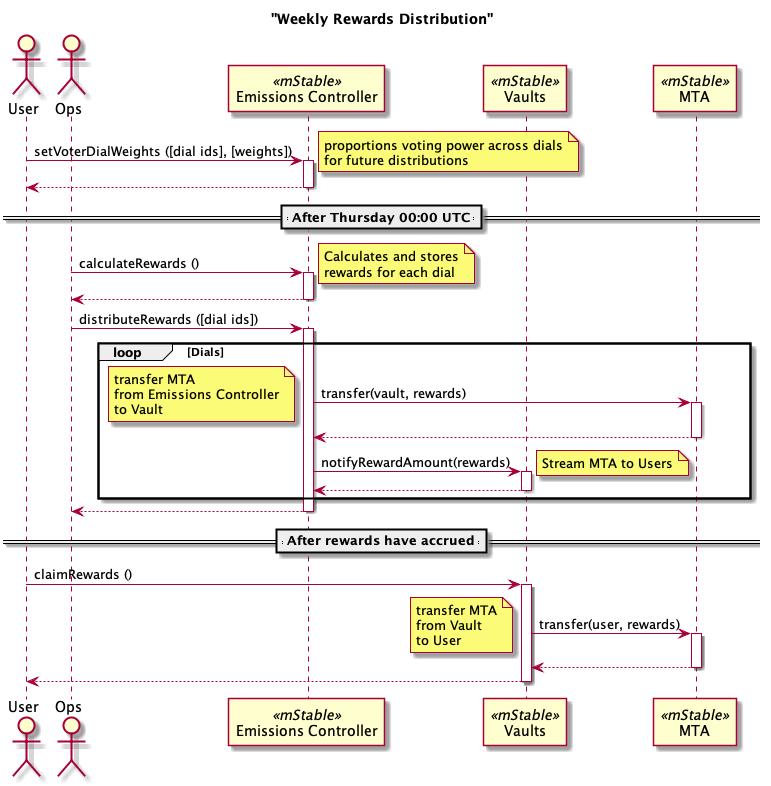 "Weekly Rewards Distribution"
User
Ops
«mStable»
Emissions Controller
«mStable»
Vaults
«mStable»
MTA
setVoterDialWeights ([dial ids], [weights])
proportions voting power across dials
for future distributions
After Thursday 00:00 UTC
calculateRewards ()
Calculates and stores
rewards for each dial
distributeRewards ([dial ids])
loop
[Dials]
transfer MTA
from Emissions Controller
to Vault
transfer(vault, rewards)
notifyRewardAmount(rewards)
Stream MTA to Users
After rewards have accrued
claimRewards ()
transfer MTA
from Vault
to User
transfer(user, rewards)
User
Ops
«mStable»
Emissions Controller
«mStable»
Vaults
«mStable»
MTA